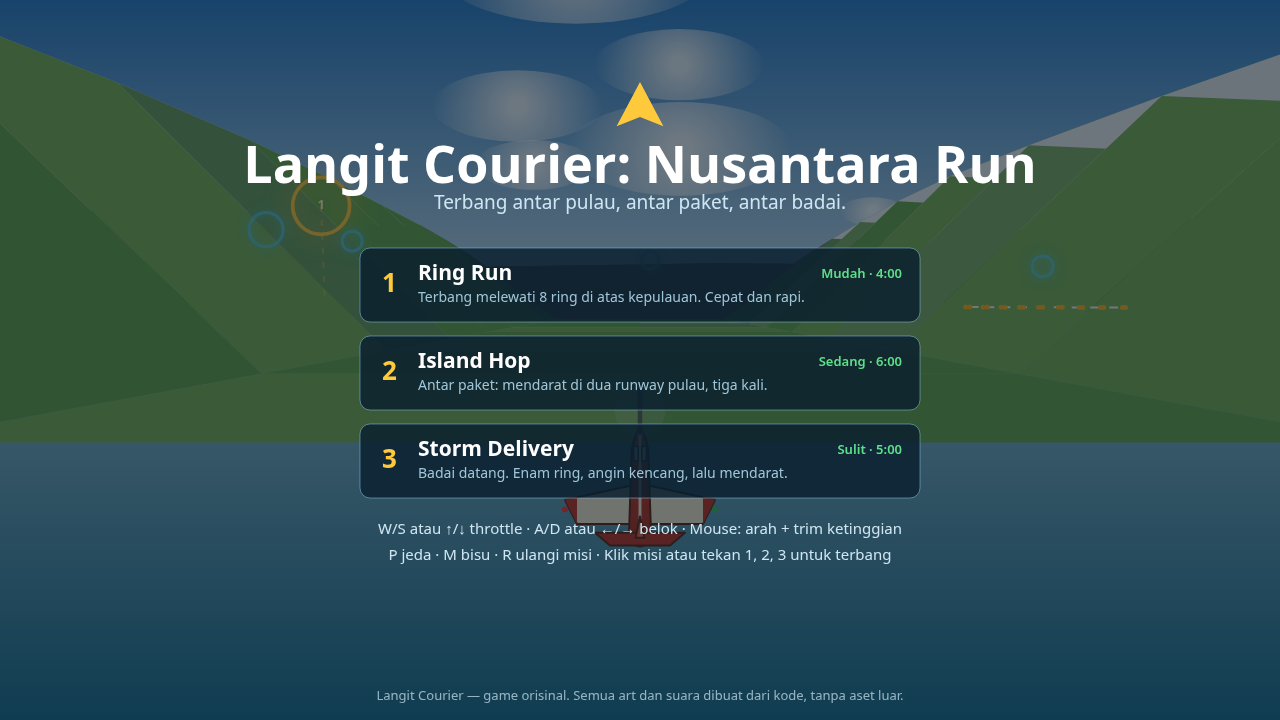 Langit Courier: Nusantara Run
Terbang antar pulau, antar paket, antar badai.
1
1 Ring Run Mudah · 4:00
Terbang melewati 8 ring di atas kepulauan. Cepat dan rapi.
2 Island Hop Sedang · 6:00
Antar paket: mendarat di dua runway pulau, tiga kali.
3 Storm Delivery Sulit · 5:00
Badai datang. Enam ring, angin kencang, lalu mendarat.
W/S atau ↑/↓ throttle · A/D atau ←/→ belok · Mouse: arah + trim ketinggian
P jeda · M bisu · R ulangi misi · Klik misi atau tekan 1, 2, 3 untuk terbang
Langit Courier — game orisinal. Semua art dan suara dibuat dari kode, tanpa aset luar.